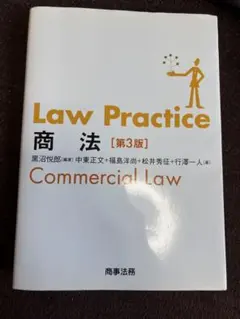 Law Practice
商 法 [第3版]
黒沼悦郎(編著) 中東正文+福島洋尚+松井秀征+行澤一人(著)
Commercial Law
商事法務